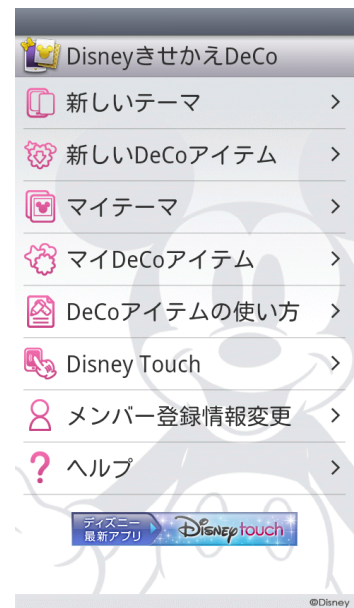 DisneyきせかえDeCo
新しいテーマ
新しいDeCoアイテム
マイテーマ
マイDeCoアイテム
DeCoアイテムの使い方
Disney Touch
メンバー登録情報変更
ヘルプ
ディズニー
最新アプリ
Disney touch
©Disney